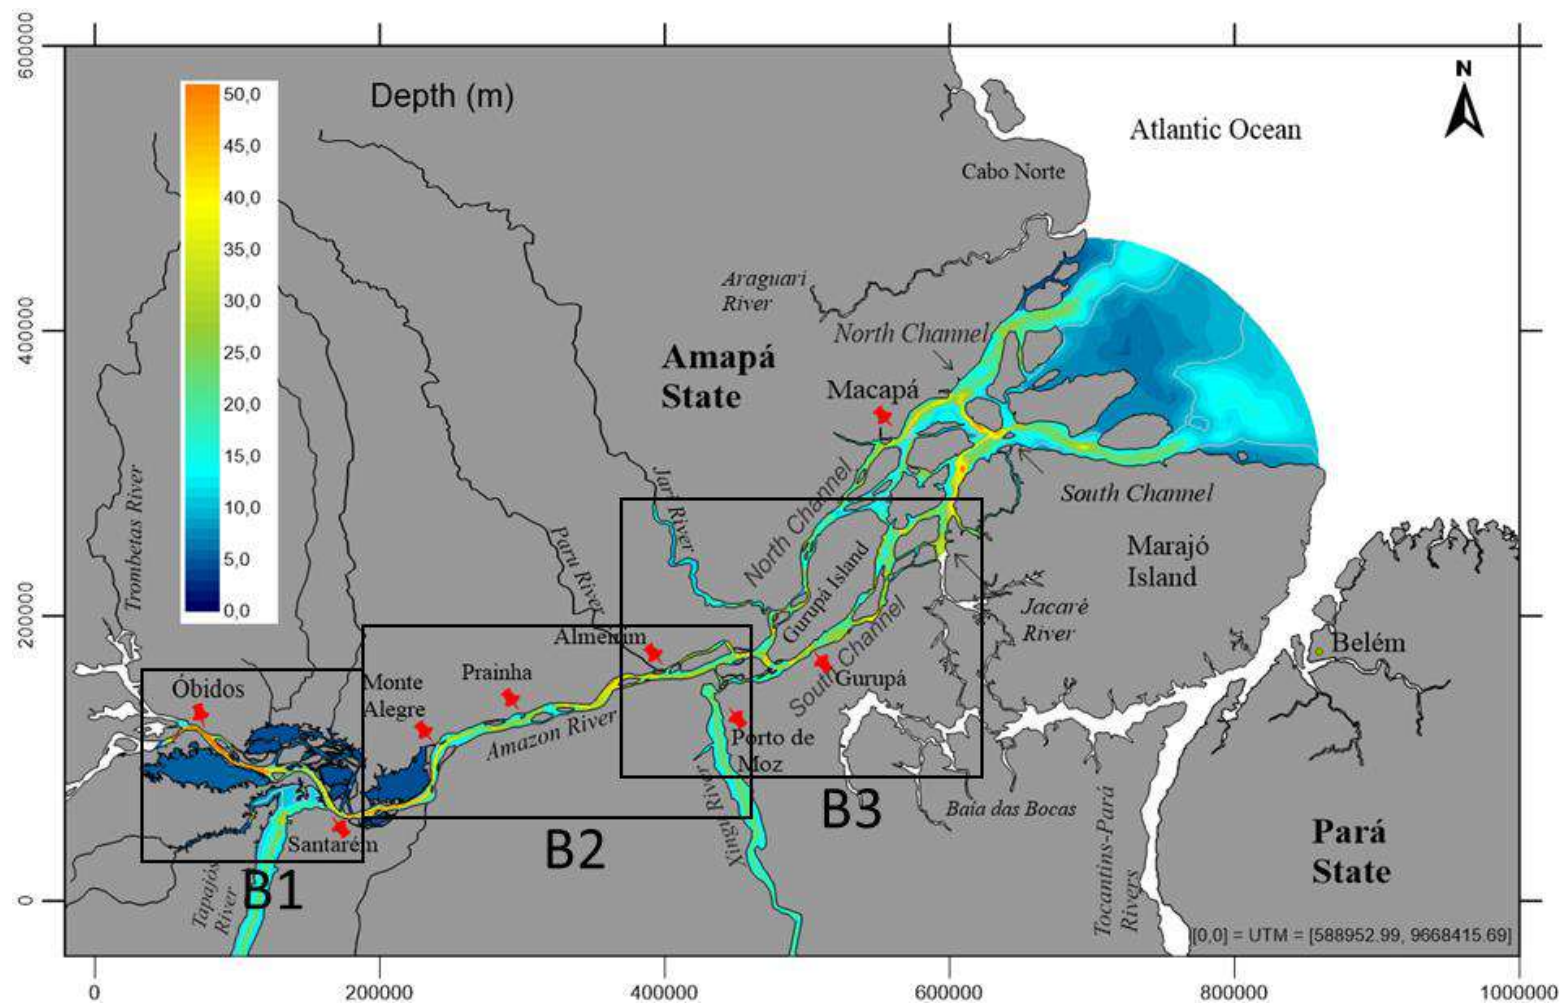 600000
400000
200000
0
0
200000
400000
600000
800000
1000000
Depth (m)
50,0
45,0
40,0
35,0
30,0
25,0
20,0
15,0
10,0
5,0
0,0
N
Atlantic Ocean
Cabo Norte
Araguari
River
North Channel
Amapá
State
Macapá
South Channel
North Channel
Jari River
Trombetas River
Paru River
Gurupá Island
Marajó
Island
Jacaré
River
Almeirim
South Channel
Gurupá
Belém
Prainha
Monte
Alegre
Óbidos
Amazon River
Porto de
Moz
Xingu River
Baía das Bocas
B3
B2
Santarém
B1
Tapajós
River
Tocantins-Pará
Rivers
Pará
State
[0,0] = UTM = [588952.99, 9668415.69]